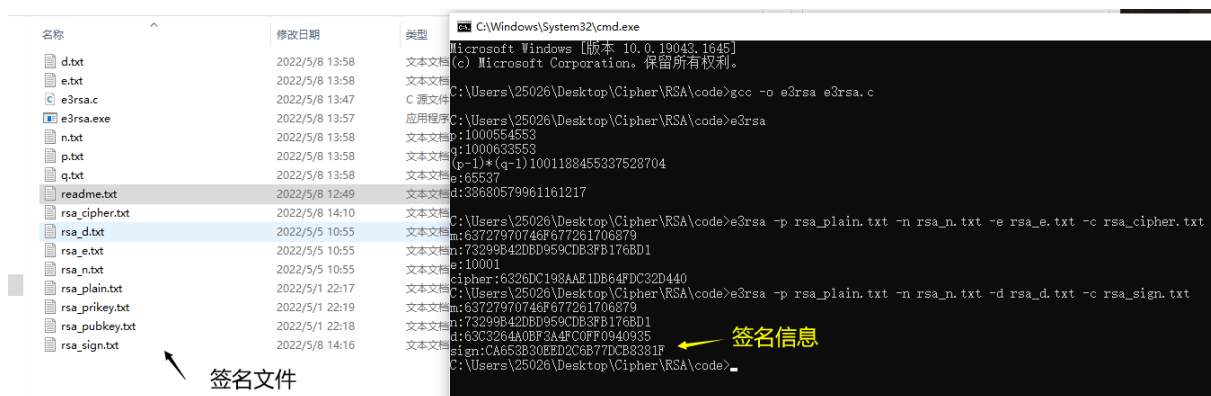 名称 修改日期 类型
d.txt 2022/5/8 13:58 文本文档
e.txt 2022/5/8 13:58 文本文档
e3rsa.c 2022/5/8 13:47 C 源文件
e3rsa.exe 2022/5/8 13:57 应用程序
n.txt 2022/5/8 13:58 文本文档
p.txt 2022/5/8 13:58 文本文档
q.txt 2022/5/8 13:58 文本文档
readme.txt 2022/5/8 12:49 文本文档
rsa_cipher.txt 2022/5/8 14:10 文本文档
rsa_d.txt 2022/5/5 10:55 文本文档
rsa_e.txt 2022/5/5 10:55 文本文档
rsa_n.txt 2022/5/5 10:55 文本文档
rsa_plain.txt 2022/5/1 22:17 文本文档
rsa_prikey.txt 2022/5/1 22:19 文本文档
rsa_pubkey.txt 2022/5/1 22:18 文本文档
rsa_sign.txt 2022/5/8 14:16 文本文档
签名文件
C:\Windows\System32\cmd.exe
Microsoft Windows [版本 10.0.19043.1645]
(c) Microsoft Corporation。保留所有权利。
C:\Users\25026\Desktop\Cipher\RSA\code>gcc -o e3rsa e3rsa.c
C:\Users\25026\Desktop\Cipher\RSA\code>e3rsa
p:1000554553
q:1000633553
(p-1)*(q-1)1001188455337528704
e:65537
d:38680579961161217
C:\Users\25026\Desktop\Cipher\RSA\code>e3rsa -p rsa_plain.txt -n rsa_n.txt -e rsa_e.txt -c rsa_cipher.txt
m:63727970746F677261706879
n:73299B42DBD959CDB3FB176BD1
e:10001
cipher:6326DC198AAE1DB64FDC32D440
C:\Users\25026\Desktop\Cipher\RSA\code>e3rsa -p rsa_plain.txt -n rsa_n.txt -d rsa_d.txt -c rsa_sign.txt
m:63727970746F677261706879
n:73299B42DBD959CDB3FB176BD1
d:63C3264A0BF3A4FC0FF0940935
sign:CA653B30EED2C6B77DCB8381F
签名信息
C:\Users\25026\Desktop\Cipher\RSA\code>